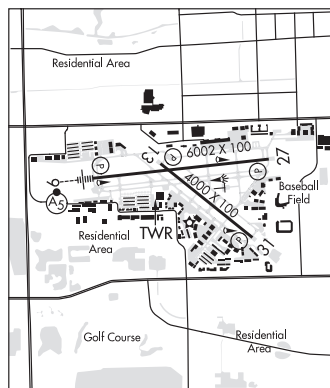 Residential Area
6002 X 100
P
P
13
27
4000 X 100
P
9
A5
Baseball
Field
Residential
Area
TWR
P
31
Golf Course
Residential
Area